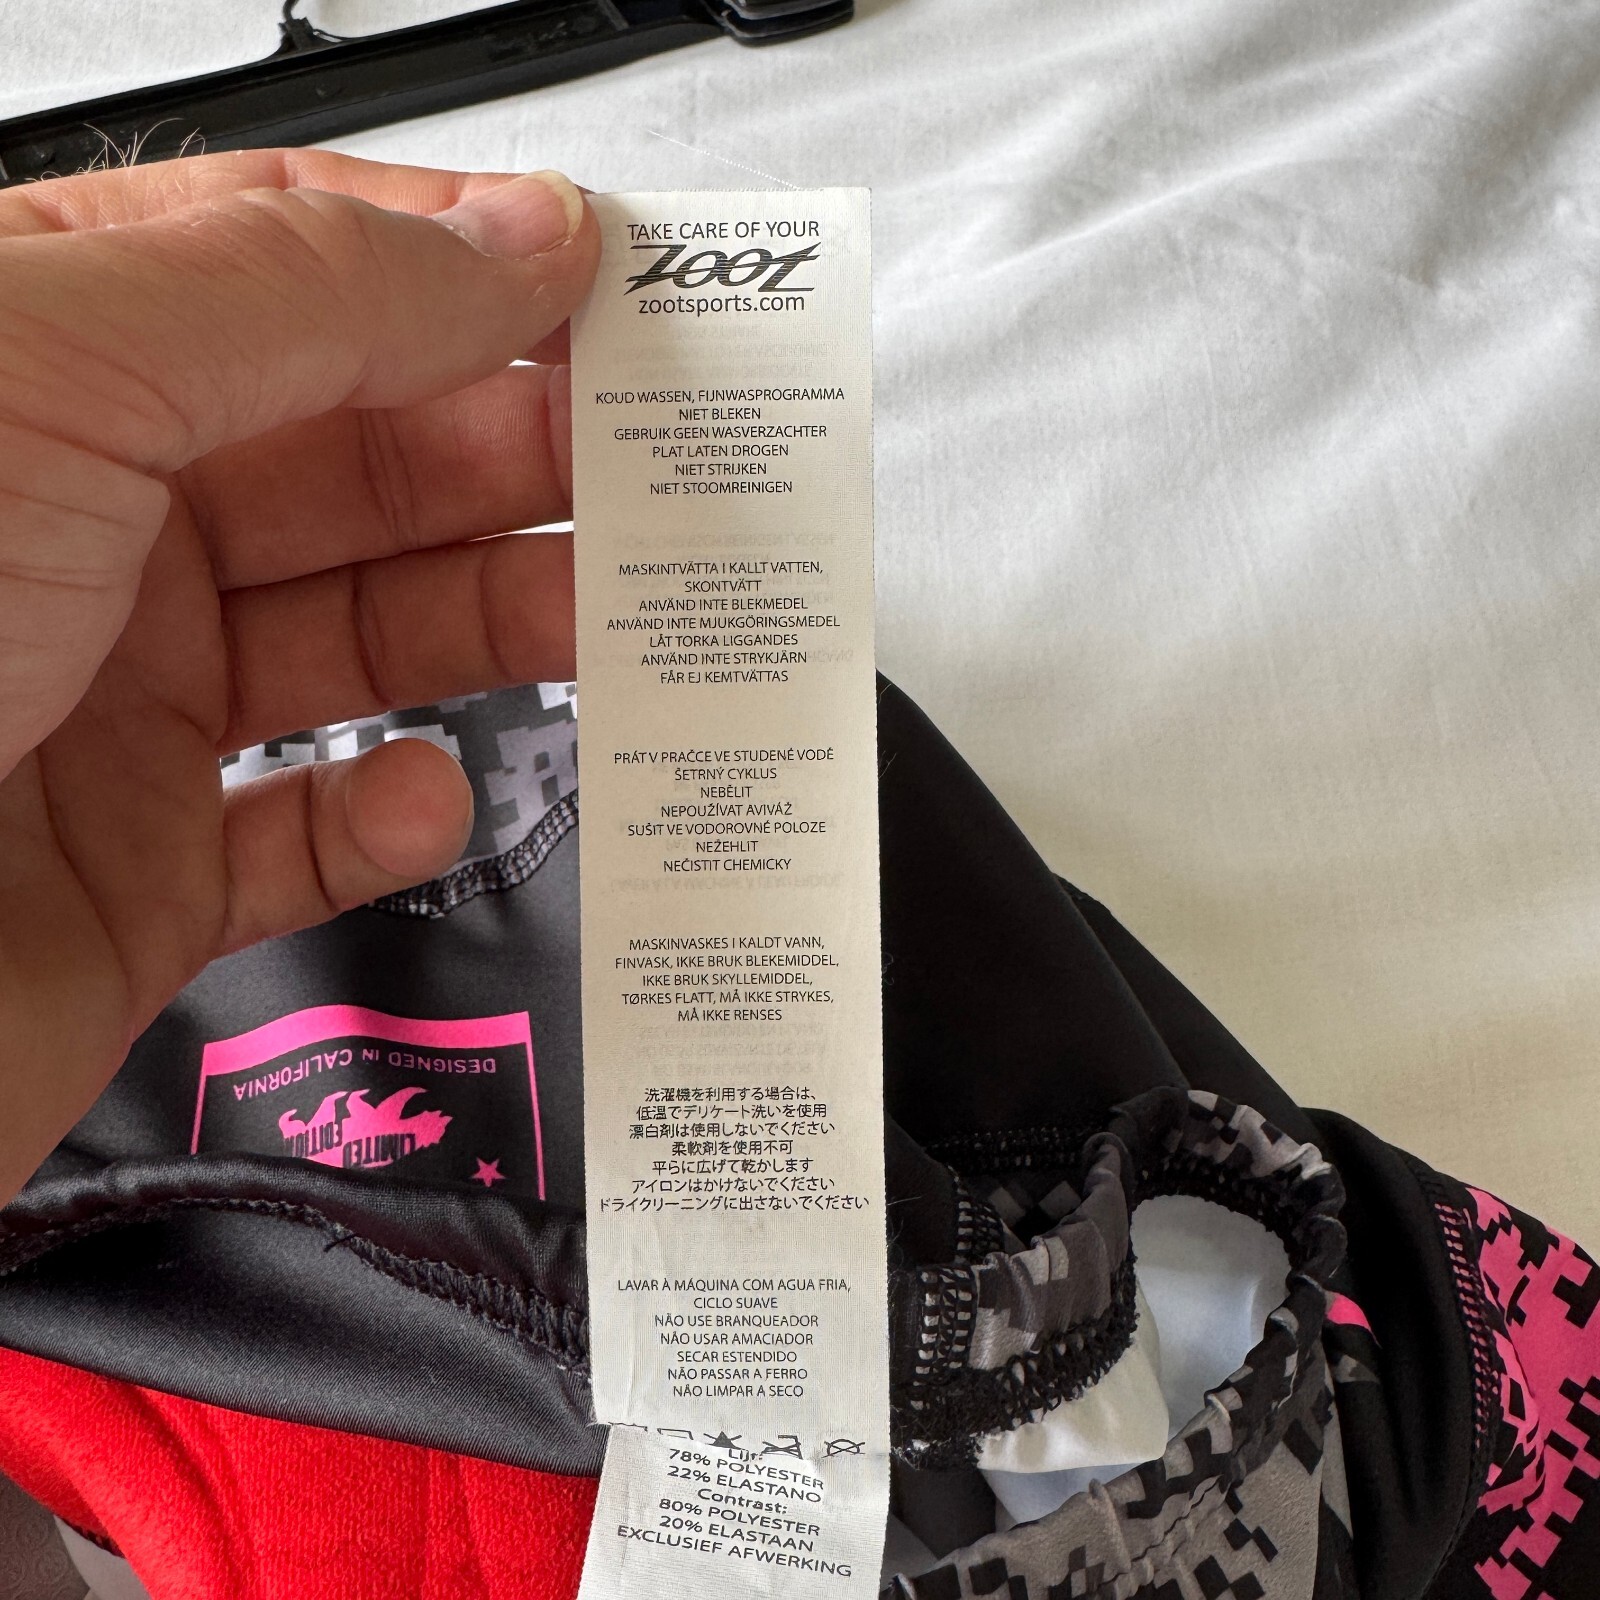 TAKE CARE OF YOUR
ZOOT
zootsports.com
KOUD WASSEN, FIJNWASPROGRAMMA
NIET BLEKEN
GEBRUIK GEEN WASVERZACHTER
PLAT LATEN DROGEN
NIET STRIJKEN
NIET STOOMREINIGEN
MASKINTVÄTTA I KALLT VATTEN,
SKONTVÄTT
ANVÄND INTE BLEKMEDEL
ANVÄND INTE MJUKGÖRINGSMEDEL
LÅT TORKA LIGGANDES
ANVÄND INTE STRYKJÄRN
FÅR EJ KEMTVÄTTAS
PRÁT V PRAČCE VE STUDENÉ VODĚ
ŠETRNÝ CYKLUS
NEBĚLIT
NEPOUŽÍVAT AVIVÁŽ
SUŠIT VE VODOROVNÉ POLOZE
NEŽEHLIT
NEČISTIT CHEMICKY
MASKINVASKES I KALDT VANN,
FINVASK, IKKE BRUK BLEKEMIDDEL,
IKKE BRUK SKYLLEMIDDEL,
TØRKES FLATT, MÅ IKKE STRYKES,
MÅ IKKE RENSES
洗濯機を利用する場合は、
低温でデリケート洗いを使用
漂白剤は使用しないでください
柔軟剤を使用不可
平らに広げて乾かします
アイロンはかけないでください
ドライクリーニングに出さないでください
LAVAR À MÁQUINA COM AGUA FRIA,
CICLO SUAVE
NÃO USE BRANQUEADOR
NÃO USAR AMACIADOR
SECAR ESTENDIDO
NÃO PASSAR A FERRO
NÃO LIMPAR A SECO
78% POLYESTER
22% ELASTANO
Contrast:
80% POLYESTER
20% ELASTAAN
EXCLUSIEF AFWERKING
DESIGNED IN CALIFORNIA
LIMITED EDITION